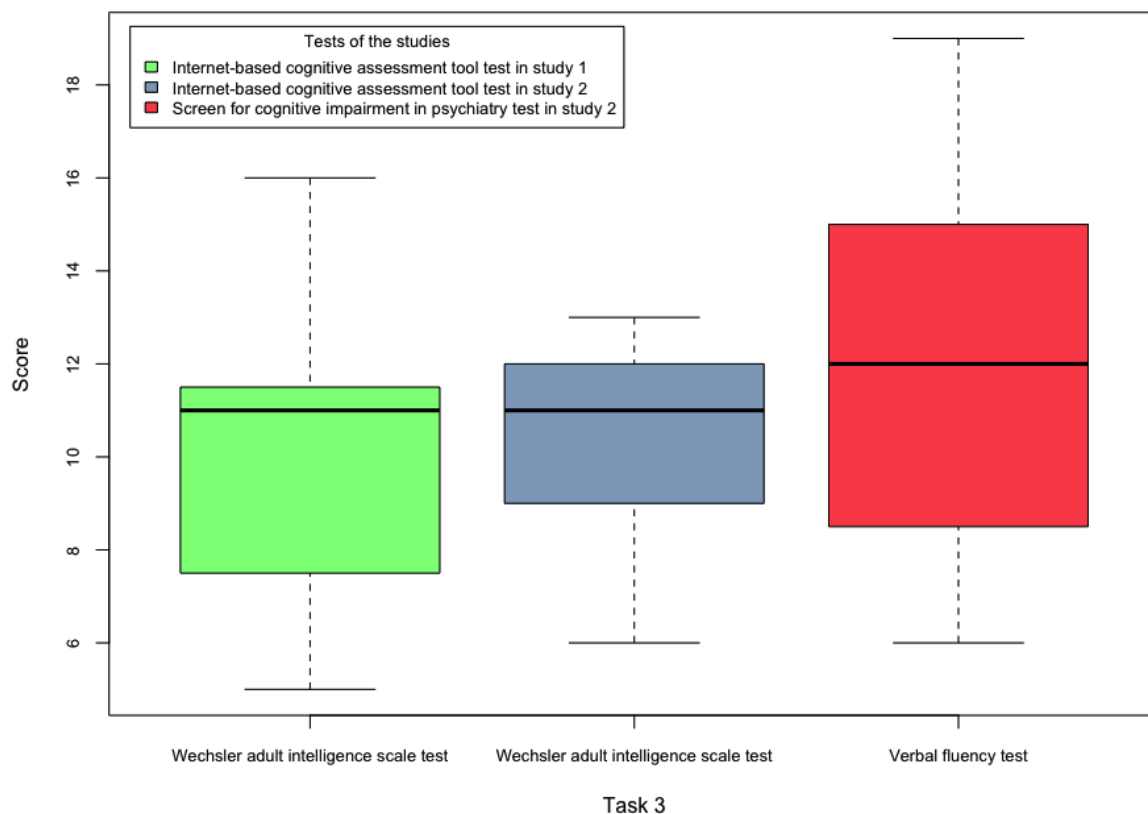 Tests of the studies
Internet-based cognitive assessment tool test in study 1
Internet-based cognitive assessment tool test in study 2
Screen for cognitive impairment in psychiatry test in study 2
18
16
14
12
10
8
6
Score
Wechsler adult intelligence scale test
Wechsler adult intelligence scale test
Verbal fluency test
Task 3